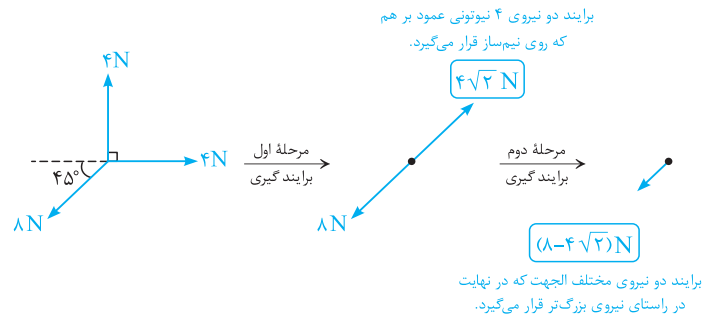 برایند دو نیروی ۴ نیوتونی عمود بر هم
که روی نیم‌ساز قرار می‌گیرد.
۴√۲ N
۴N
۴N
۴۵°
۸N
مرحلهٔ اول
برایند گیری
۸N
مرحلهٔ دوم
برایند گیری
(۸−۴√۲)N
برایند دو نیروی مختلف الجهت که در نهایت
در راستای نیروی بزرگ‌تر قرار می‌گیرد.